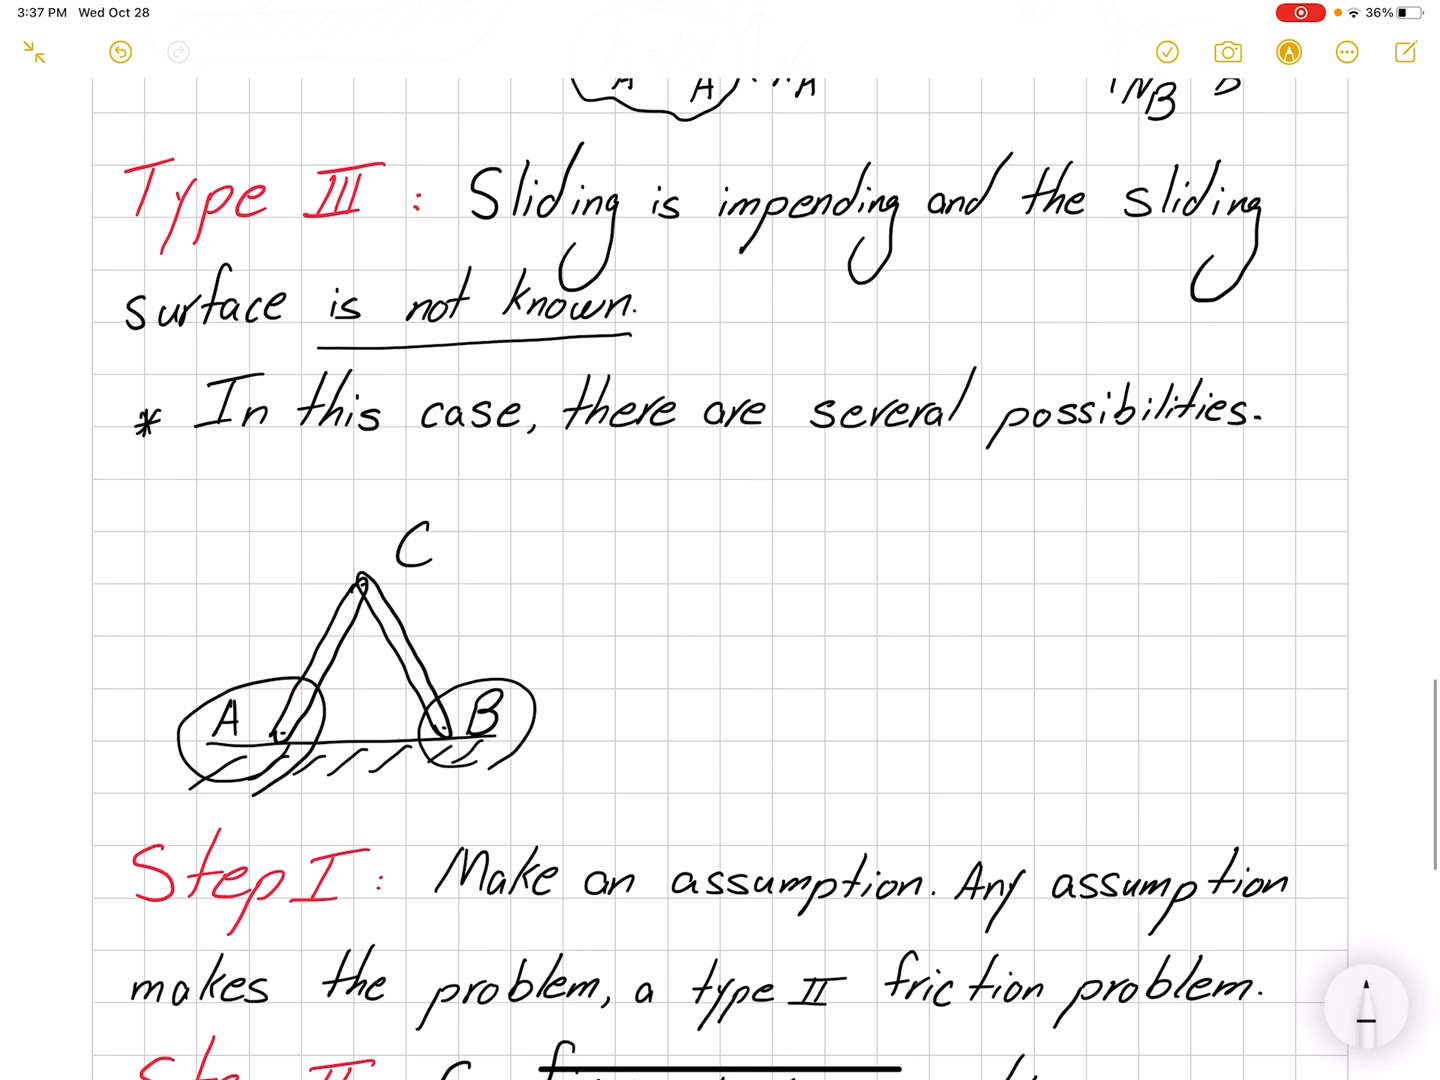 3:37 PM Wed Oct 28
36%
A A A
NB B
Type III : Sliding is impending and the sliding
surface is not known.
* In this case, there are several possibilities.
C
A B
Step I : Make an assumption. Any assumption
makes the problem, a type II friction problem.